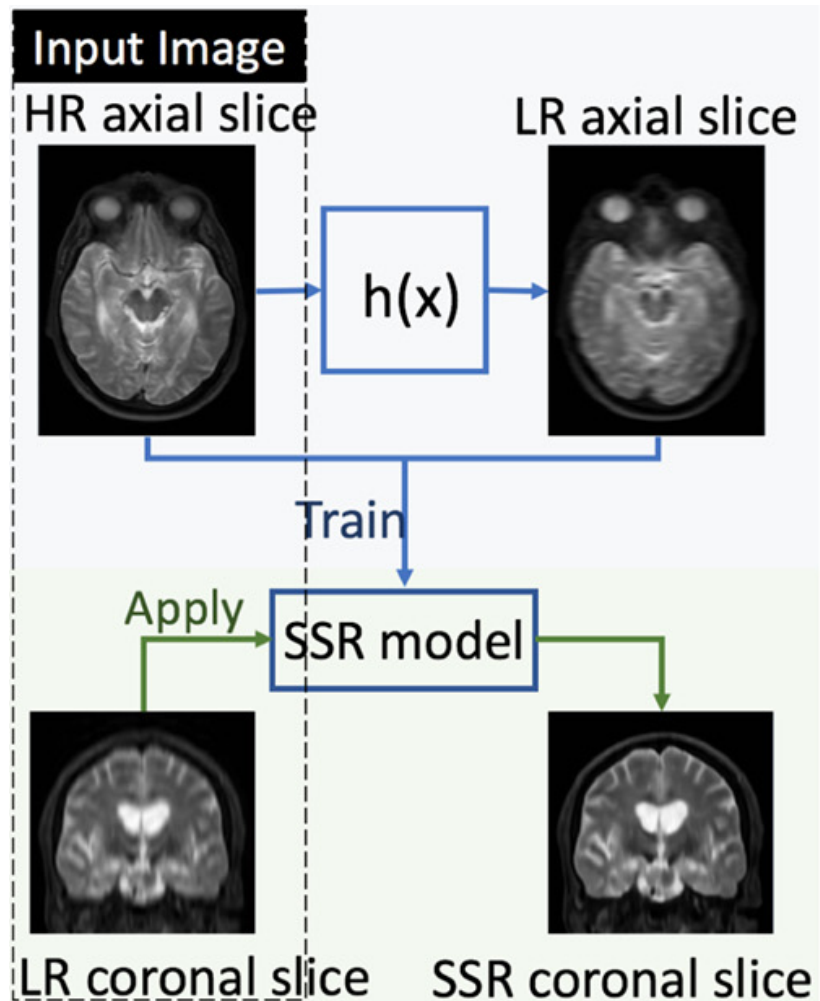 Input Image
HR axial slice
LR axial slice
h(x)
Train
Apply
SSR model
LR coronal slice
SSR coronal slice